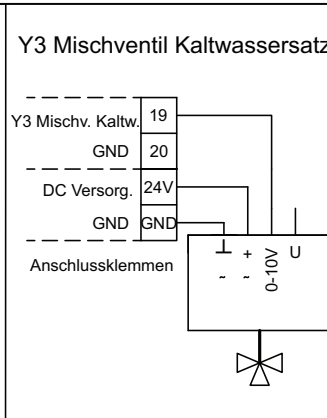 Y3 Mischventil Kaltwassersatz
Y3 Mischv. Kaltw. 19
GND 20
DC Versorg. 24V
GND GND
Anschlussklemmen
⊥ + 0-10V U
~ ~